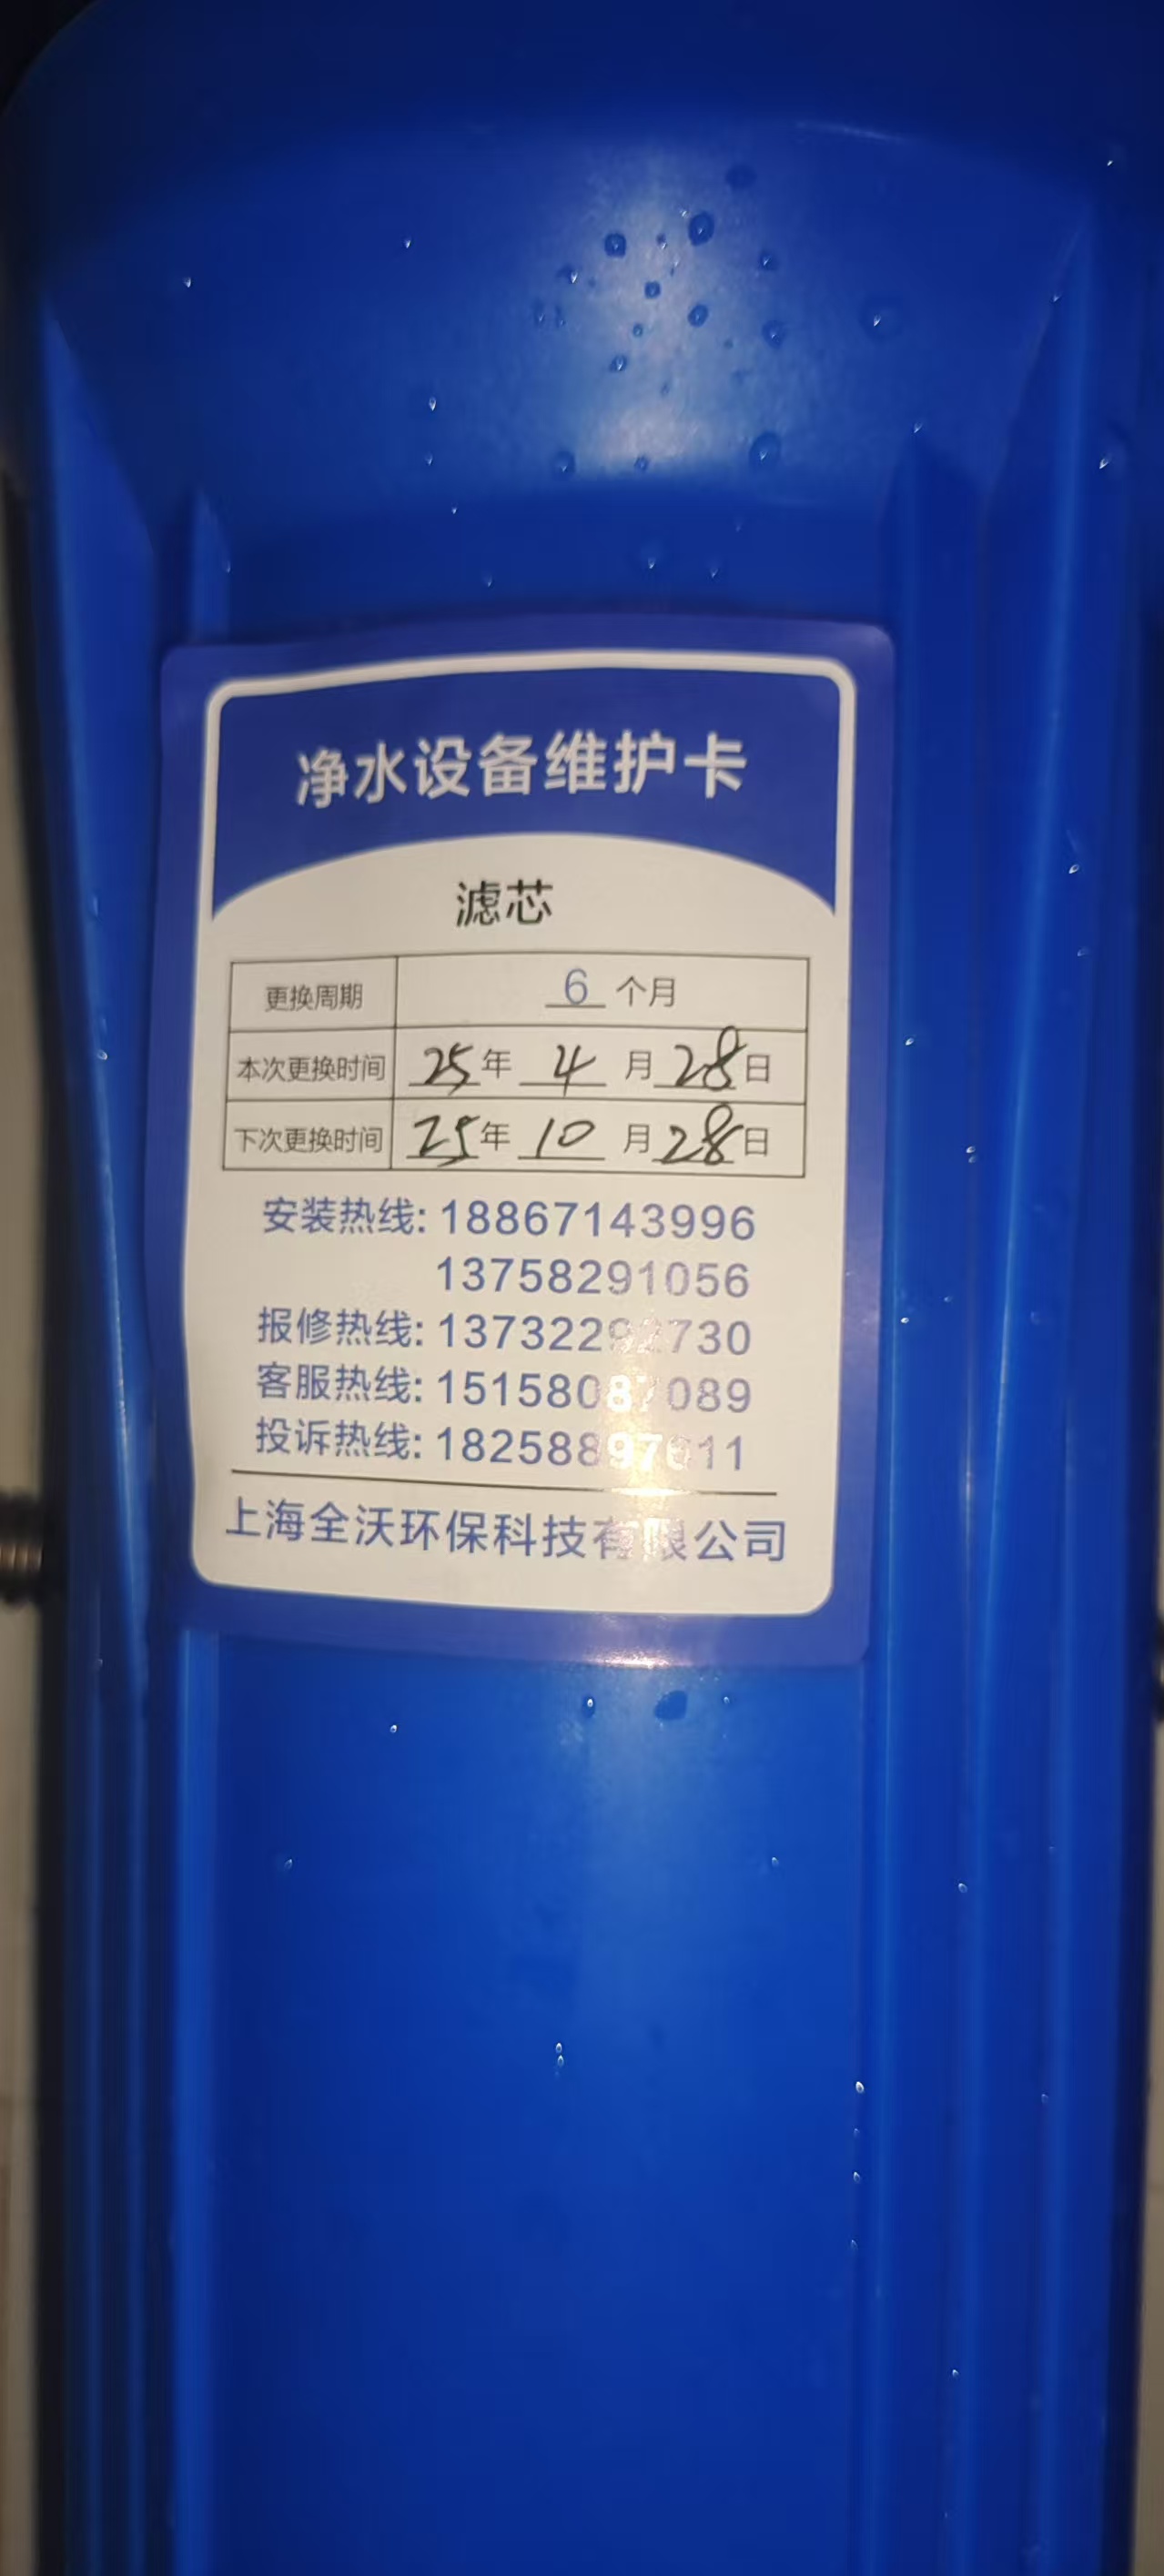 净水设备维护卡
滤芯
更换周期 6 个月
本次更换时间 25年 4 月 28日
下次更换时间 25年 10 月 28日
安装热线: 18867143996
13758291056
报修热线:
客服热线:
投诉热线:
上海全沃环保科技有限公司